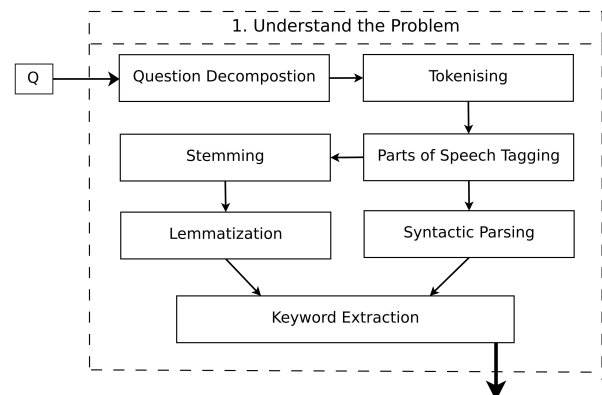 1. Understand the Problem
Q
Question Decompostion
Tokenising
Stemming
Parts of Speech Tagging
Lemmatization
Syntactic Parsing
Keyword Extraction